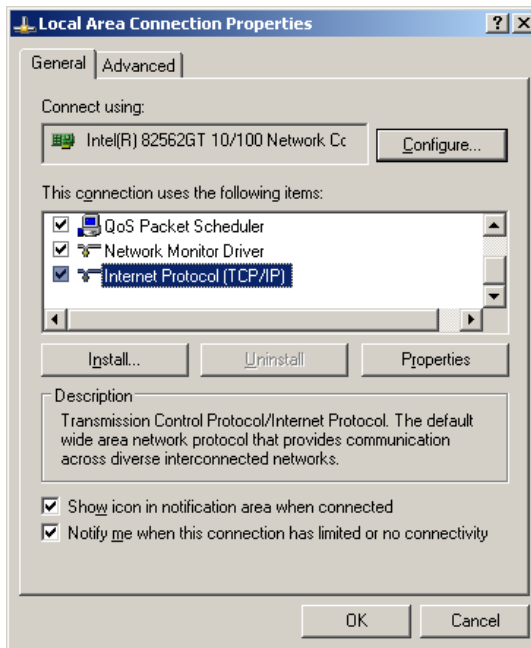 Local Area Connection Properties
General
Advanced
Connect using:
Intel(R) 82562GT 10/100 Network Cc
Configure...
This connection uses the following items:
QoS Packet Scheduler
Network Monitor Driver
Internet Protocol (TCP/IP)
Install...
Uninstall
Properties
Description
Transmission Control Protocol/Internet Protocol. The default
wide area network protocol that provides communication
across diverse interconnected networks.
Show icon in notification area when connected
Notify me when this connection has limited or no connectivity
OK
Cancel